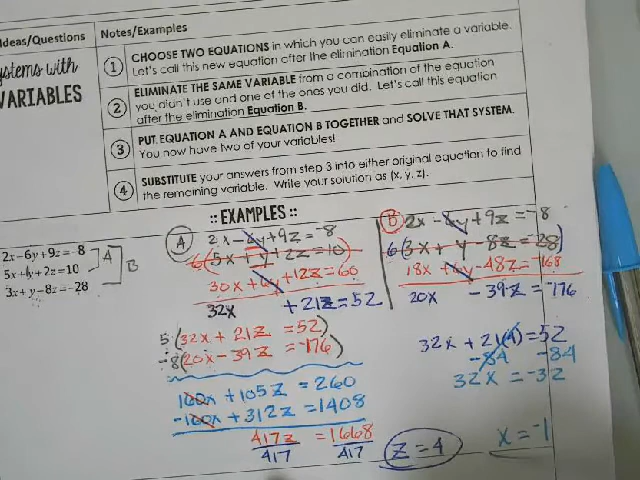 Ideas/Questions
Notes/Examples
ystems with
VARIABLES
1 CHOOSE TWO EQUATIONS in which you can easily eliminate a variable.
Let's call this new equation after the elimination Equation A.
2 ELIMINATE THE SAME VARIABLE from a combination of the equation
you didn't use and one of the ones you did. Let's call this equation
after the elimination Equation B.
3 PUT EQUATION A AND EQUATION B TOGETHER and SOLVE THAT SYSTEM.
You now have two of your variables!
4 SUBSTITUTE your answers from step 3 into either original equation to find
the remaining variable. Write your solution as (x, y, z).
:: EXAMPLES ::
2x-6y+9z=-8
5x+y+2z=10
3x+y-8z=-28
A
B
A
2x-6y+9z=-8
6(5x+y+2z=10)
30x+6y+12z=60
32x +21z=52
5(32x+21z=52)
-8(20x-39z=-176)
160x+105z=260
-160x+312z=1408
417z=1668
417 417
z=4
B
2x-6y+9z=-8
6(3x+y-8z=-28)
18x+6y-48z=-168
20x -39z=-176
32x+21(4)=52
-84 -84
32x=-32
x=-1